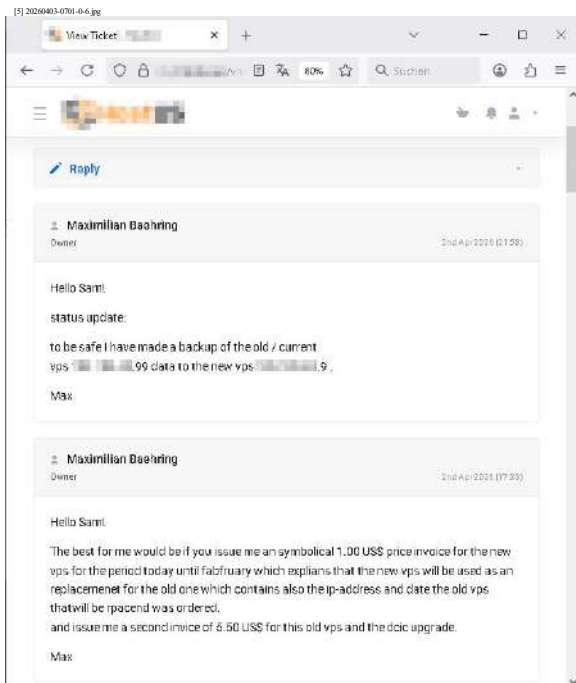 [5] 20260403-0701-0-6.jpg
View Ticket
80%
Suchen
Reply
Maximilian Baehring
Owner
2nd Apr 2026 (21:58)
Hello Sam!
status update:
to be safe I have made a backup of the old / current
vps .99 data to the new vps .9 .
Max
Maximilian Baehring
Owner
2nd Apr 2026 (17:33)
Hello Sam!
The best for me would be if you issue me an symbolical 1.00 US$ price invoice for the new
vps for the period today until fabfruary which explians that the new vps will be used as an
replacemenet for the old one which contains also the ip-address and date the old vps
thatwill be rpacend was ordered.
and issue me a second invice of 6.50 US$ for this old vps and the dcic upgrade.
Max